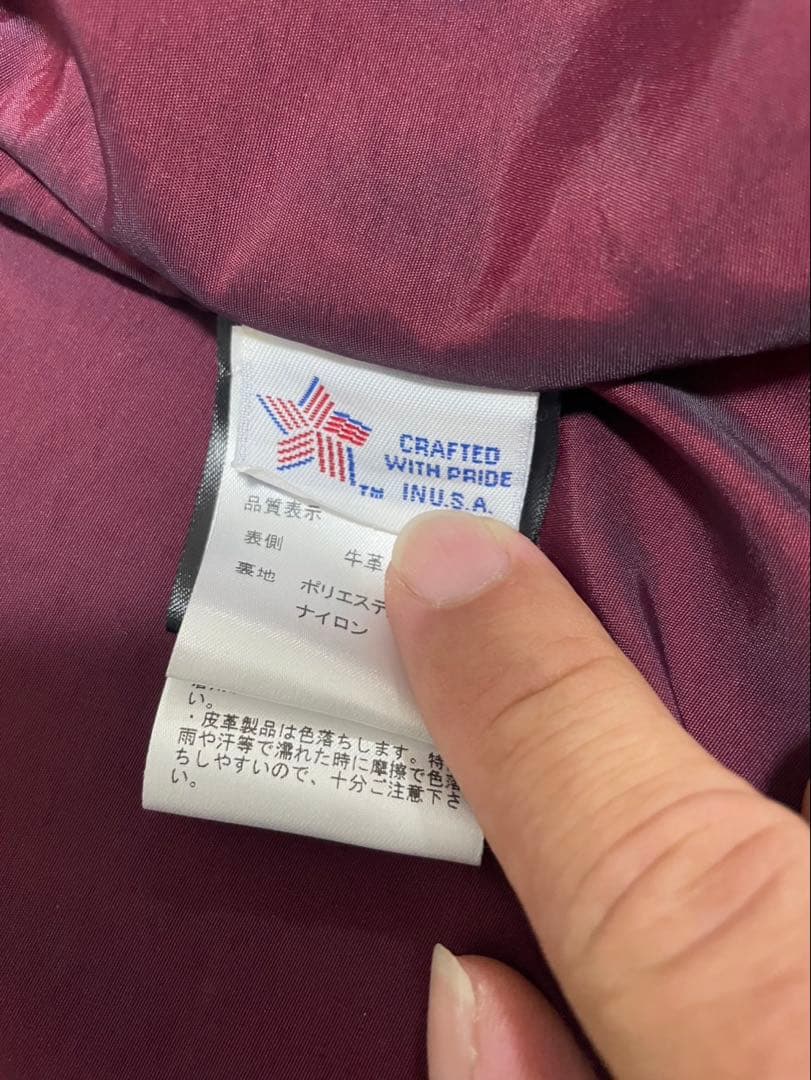 CRAFTED
WITH PRIDE
IN U.S.A.
TM
品質表示
表側 牛革
裏地 ポリエステ
ナイロン
い。
・皮革製品は色落ちします。特
雨や汗等で濡れた時に摩擦で色落
ちしやすいので、十分ご注意下さ
い。